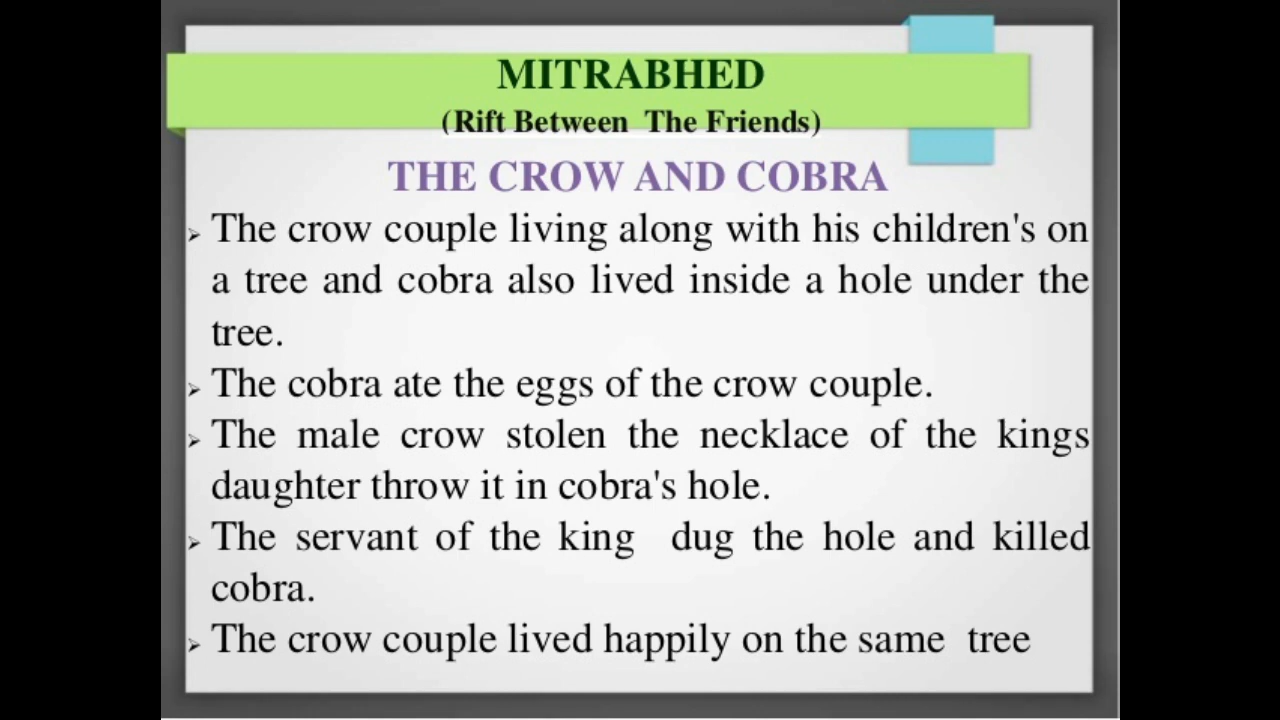 MITRABHED
(Rift Between The Friends)
THE CROW AND COBRA
The crow couple living along with his children's on
a tree and cobra also lived inside a hole under the
tree.
The cobra ate the eggs of the crow couple.
The male crow stolen the necklace of the kings
daughter throw it in cobra's hole.
The servant of the king dug the hole and killed
cobra.
The crow couple lived happily on the same tree